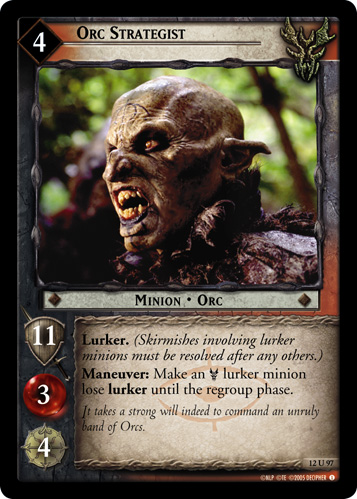 4
Orc Strategist
Minion • Orc
11
3
4
Lurker. (Skirmishes involving lurker
minions must be resolved after any others.)
Maneuver: Make an lurker minion
lose lurker until the regroup phase.
It takes a strong will indeed to command an unruly
band of Orcs.
12 U 97
©NLP ©TE ©2005 DECIPHER